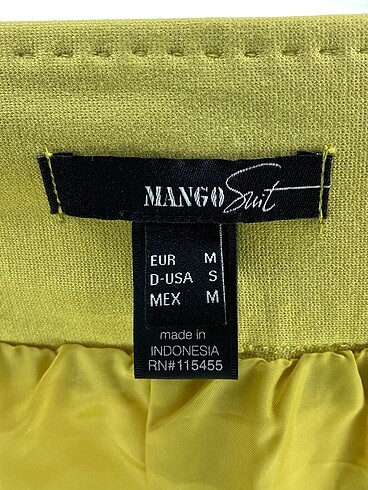 MANGO Suit
EUR M
D-USA S
MEX M
made in
INDONESIA
RN#115455